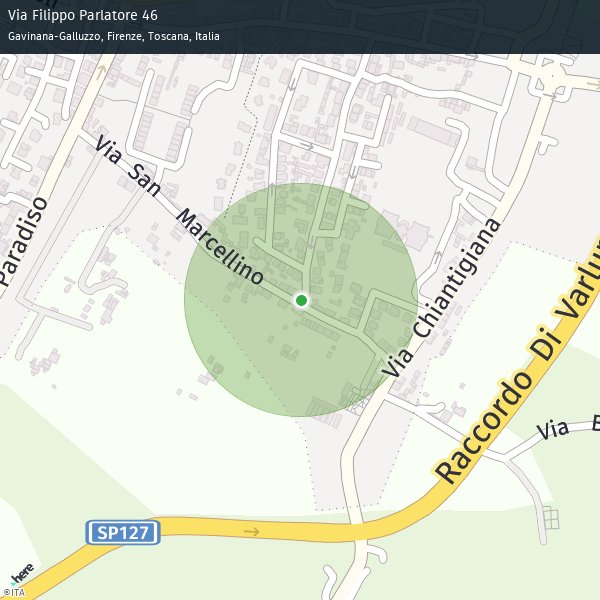 Via Filippo Parlatore 46
Gavinana-Galluzzo, Firenze, Toscana, Italia
Via San Marcellino
Paradiso
Via Chiantigiana
Raccordo Di Varlun
Via B
SP127
here
©ITA